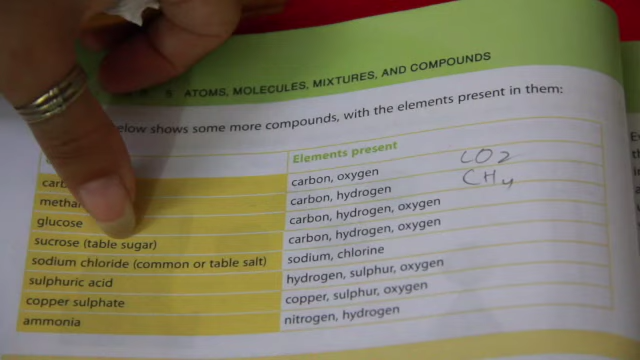 5 ATOMS, MOLECULES, MIXTURES, AND COMPOUNDS
elow shows some more compounds, with the elements present in them:
Elements present
carb carbon, oxygen CO2
metha carbon, hydrogen CH4
glucose carbon, hydrogen, oxygen
sucrose (table sugar) carbon, hydrogen, oxygen
sodium chloride (common or table salt) sodium, chlorine
sulphuric acid hydrogen, sulphur, oxygen
copper sulphate copper, sulphur, oxygen
ammonia nitrogen, hydrogen